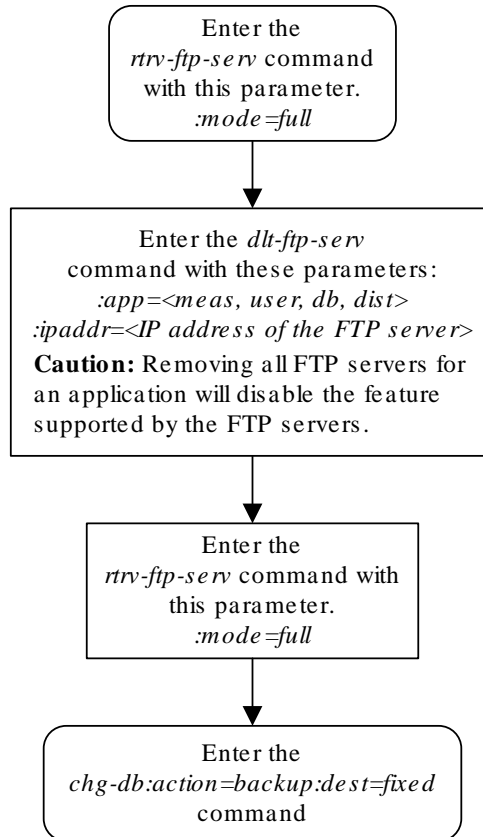 Enter the
rtrv-ftp-serv command
with this parameter.
:mode=full
Enter the dlt-ftp-serv
command with these parameters:
:app=<meas, user, db, dist>
:ipaddr=<IP address of the FTP server>
Caution: Removing all FTP servers for
an application will disable the feature
supported by the FTP servers.
Enter the
rtrv-ftp-serv command with
this parameter.
:mode=full
Enter the
chg-db:action=backup:dest=fixed
command